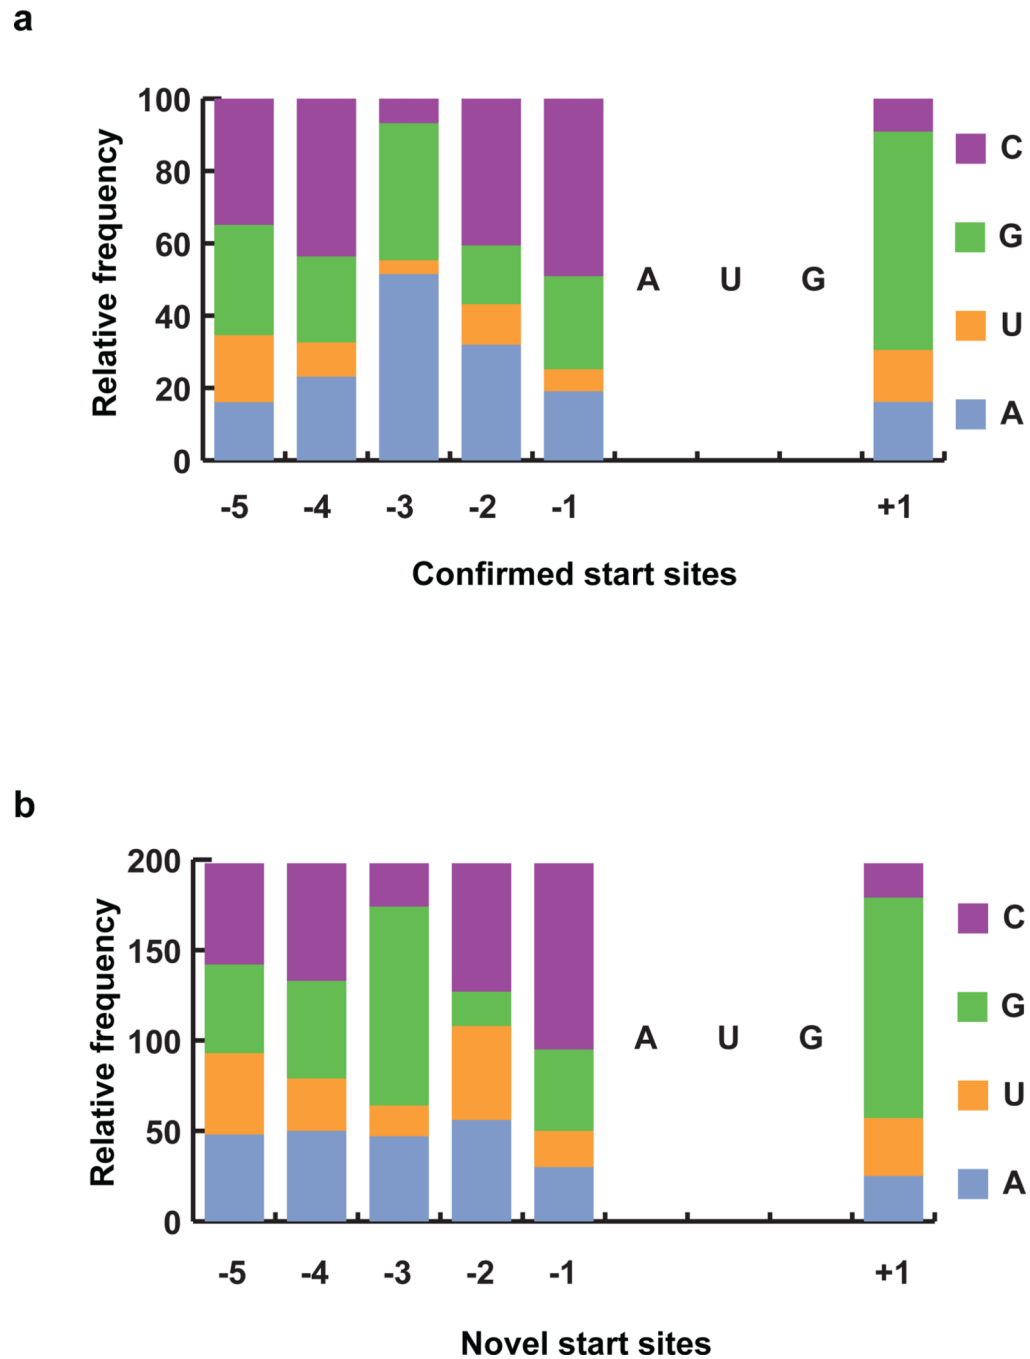 a
Relative frequency
100
80
60
40
20
0
A U G
C
G
U
A
-5 -4 -3 -2 -1 +1
Confirmed start sites
b
Relative frequency
200
150
100
50
0
A U G
C
G
U
A
-5 -4 -3 -2 -1 +1
Novel start sites